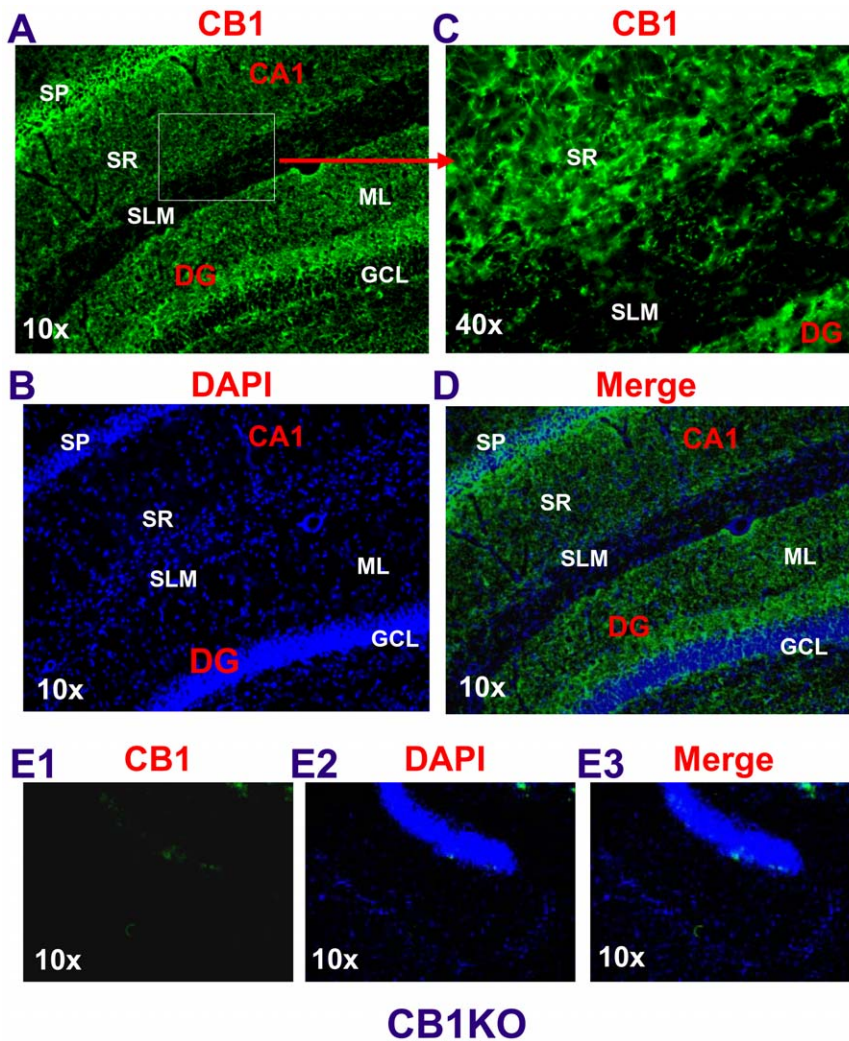 A CB1
SP
CA1
SR
SLM
ML
DG
GCL
10x
C CB1
SR
SLM
40x
DG
B DAPI
SP
CA1
SR
SLM
ML
DG
GCL
10x
D Merge
SP
CA1
SR
SLM
ML
DG
GCL
10x
E1 CB1
10x
E2 DAPI
10x
E3 Merge
10x
CB1KO